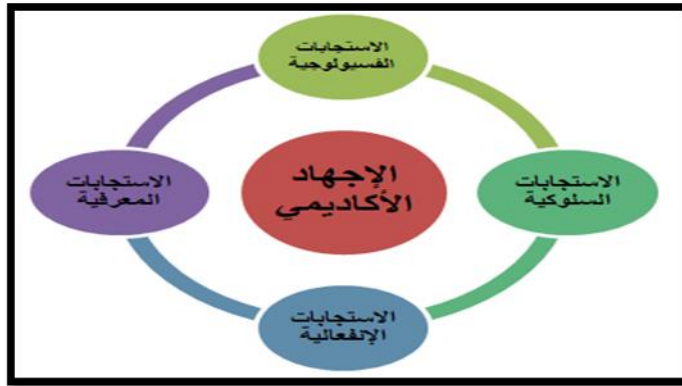 الاستجابات
الفسيولوجية
الإجهاد
الأكاديمي
الاستجابات
السلوكية
الاستجابات
الإنفعالية
الاستجابات
المعرفية